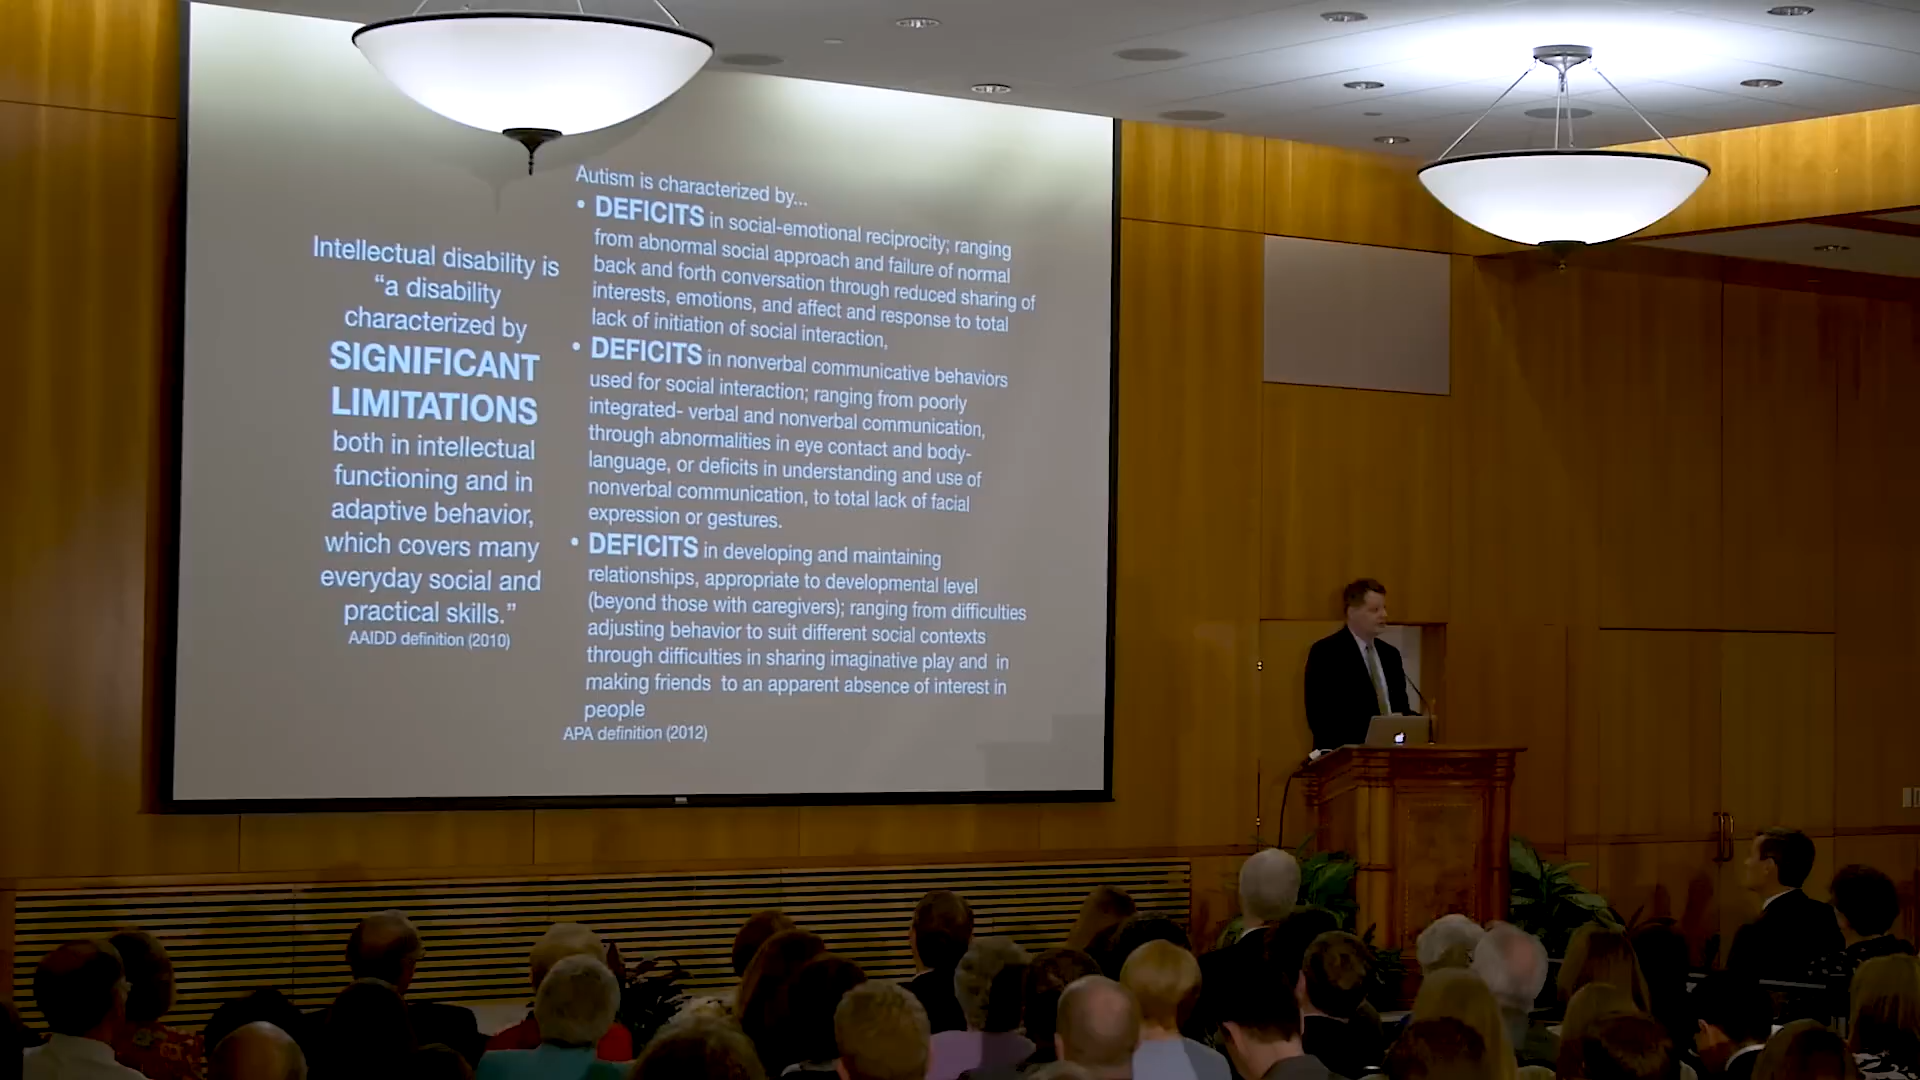 Intellectual disability is
“a disability
characterized by
SIGNIFICANT
LIMITATIONS
both in intellectual
functioning and in
adaptive behavior,
which covers many
everyday social and
practical skills.”
AAIDD definition (2010)
Autism is characterized by...
• DEFICITS in social-emotional reciprocity; ranging
from abnormal social approach and failure of normal
back and forth conversation through reduced sharing of
interests, emotions, and affect and response to total
lack of initiation of social interaction,
• DEFICITS in nonverbal communicative behaviors
used for social interaction; ranging from poorly
integrated- verbal and nonverbal communication,
through abnormalities in eye contact and body-
language, or deficits in understanding and use of
nonverbal communication, to total lack of facial
expression or gestures.
• DEFICITS in developing and maintaining
relationships, appropriate to developmental level
(beyond those with caregivers); ranging from difficulties
adjusting behavior to suit different social contexts
through difficulties in sharing imaginative play and in
making friends to an apparent absence of interest in
people
APA definition (2012)